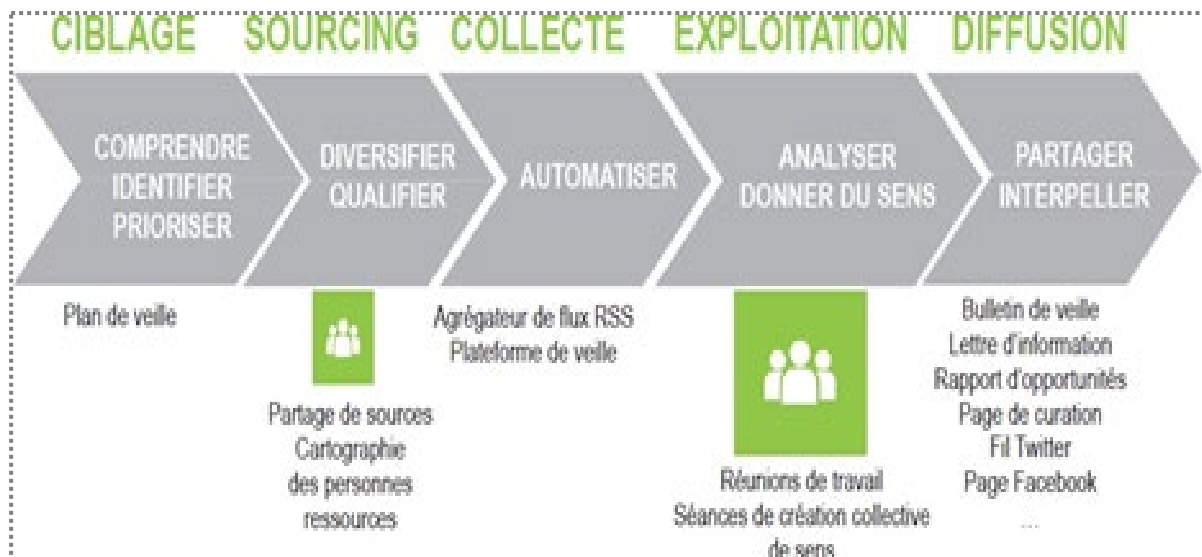 CIBLAGE SOURCING COLLECTE EXPLOITATION DIFFUSION
COMPRENDRE
IDENTIFIER
PRIORISER
DIVERSIFIER
QUALIFIER
AUTOMATISER
ANALYSER
DONNER DU SENS
PARTAGER
INTERPELLER
Plan de veille
Partage de sources
Cartographie
des personnes
ressources
Agrégateur de flux RSS
Plateforme de veille
Réunions de travail
Séances de création collective
de sens
Bulletin de veille
Lettre d'information
Rapport d'opportunités
Page de curation
Fil Twitter
Page Facebook
...